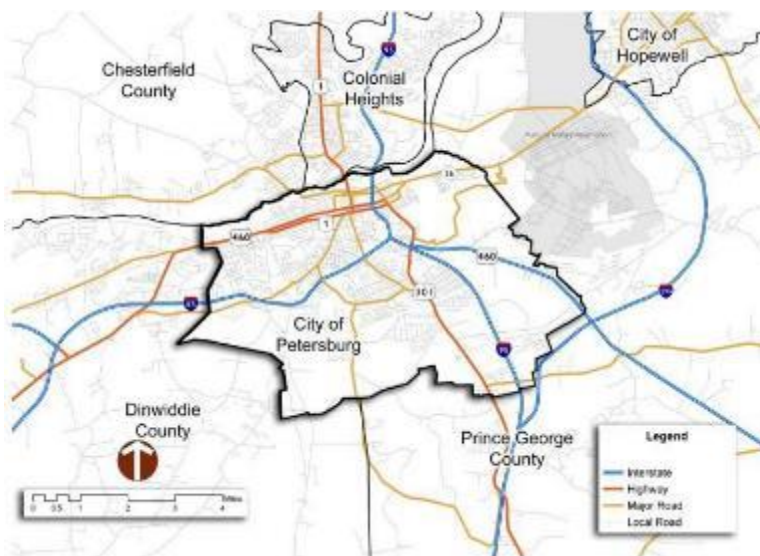 95
City of
Hopewell
Chesterfield
County
Colonial
Heights
1
36
460
1
460
301
85
295
City of
Petersburg
95
Dinwiddie
County
Prince George
County
Legend
Interstate
Highway
Major Road
Local Road
Miles
0 0.5 1 2 3 4